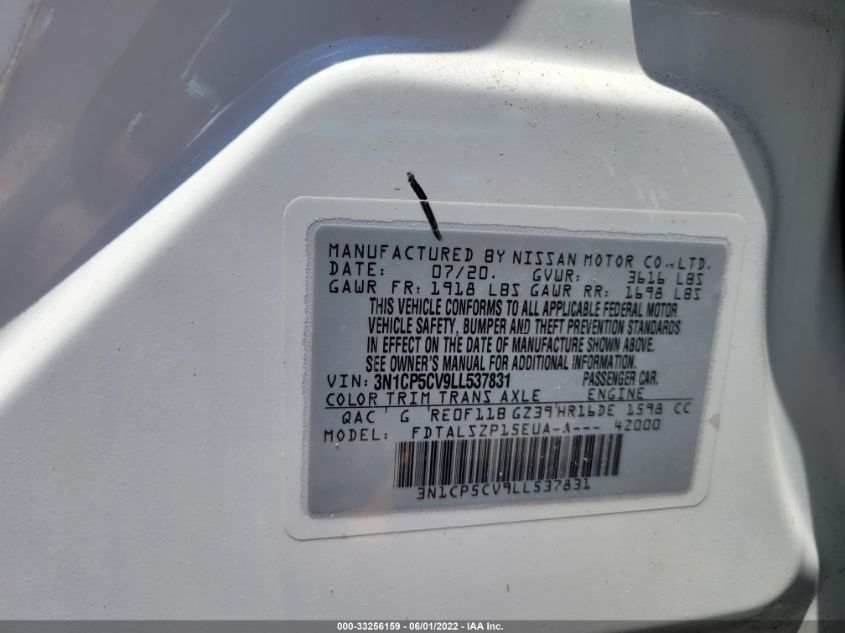 MANUFACTURED BY NISSAN MOTOR CO.,LTD.
DATE: 07/20. GVWR: 3616 LBS
GAWR FR: 1918 LBS GAWR RR: 1698 LBS
THIS VEHICLE CONFORMS TO ALL APPLICABLE FEDERAL MOTOR
VEHICLE SAFETY, BUMPER AND THEFT PREVENTION STANDARDS
IN EFFECT ON THE DATE OF MANUFACTURE SHOWN ABOVE.
SEE OWNER'S MANUAL FOR ADDITIONAL INFORMATION.
VIN: 3N1CP5CV9LL537831 PASSENGER CAR.
COLOR TRIM TRANS AXLE ENGINE
QAC G RE0F11B GZ39 HR16DE 1598 CC
MODEL: FDTALSZP15EUA-A--- 42000
3N1CP5CV9LL537831
000-33256159 - 06/01/2022 - IAA Inc.